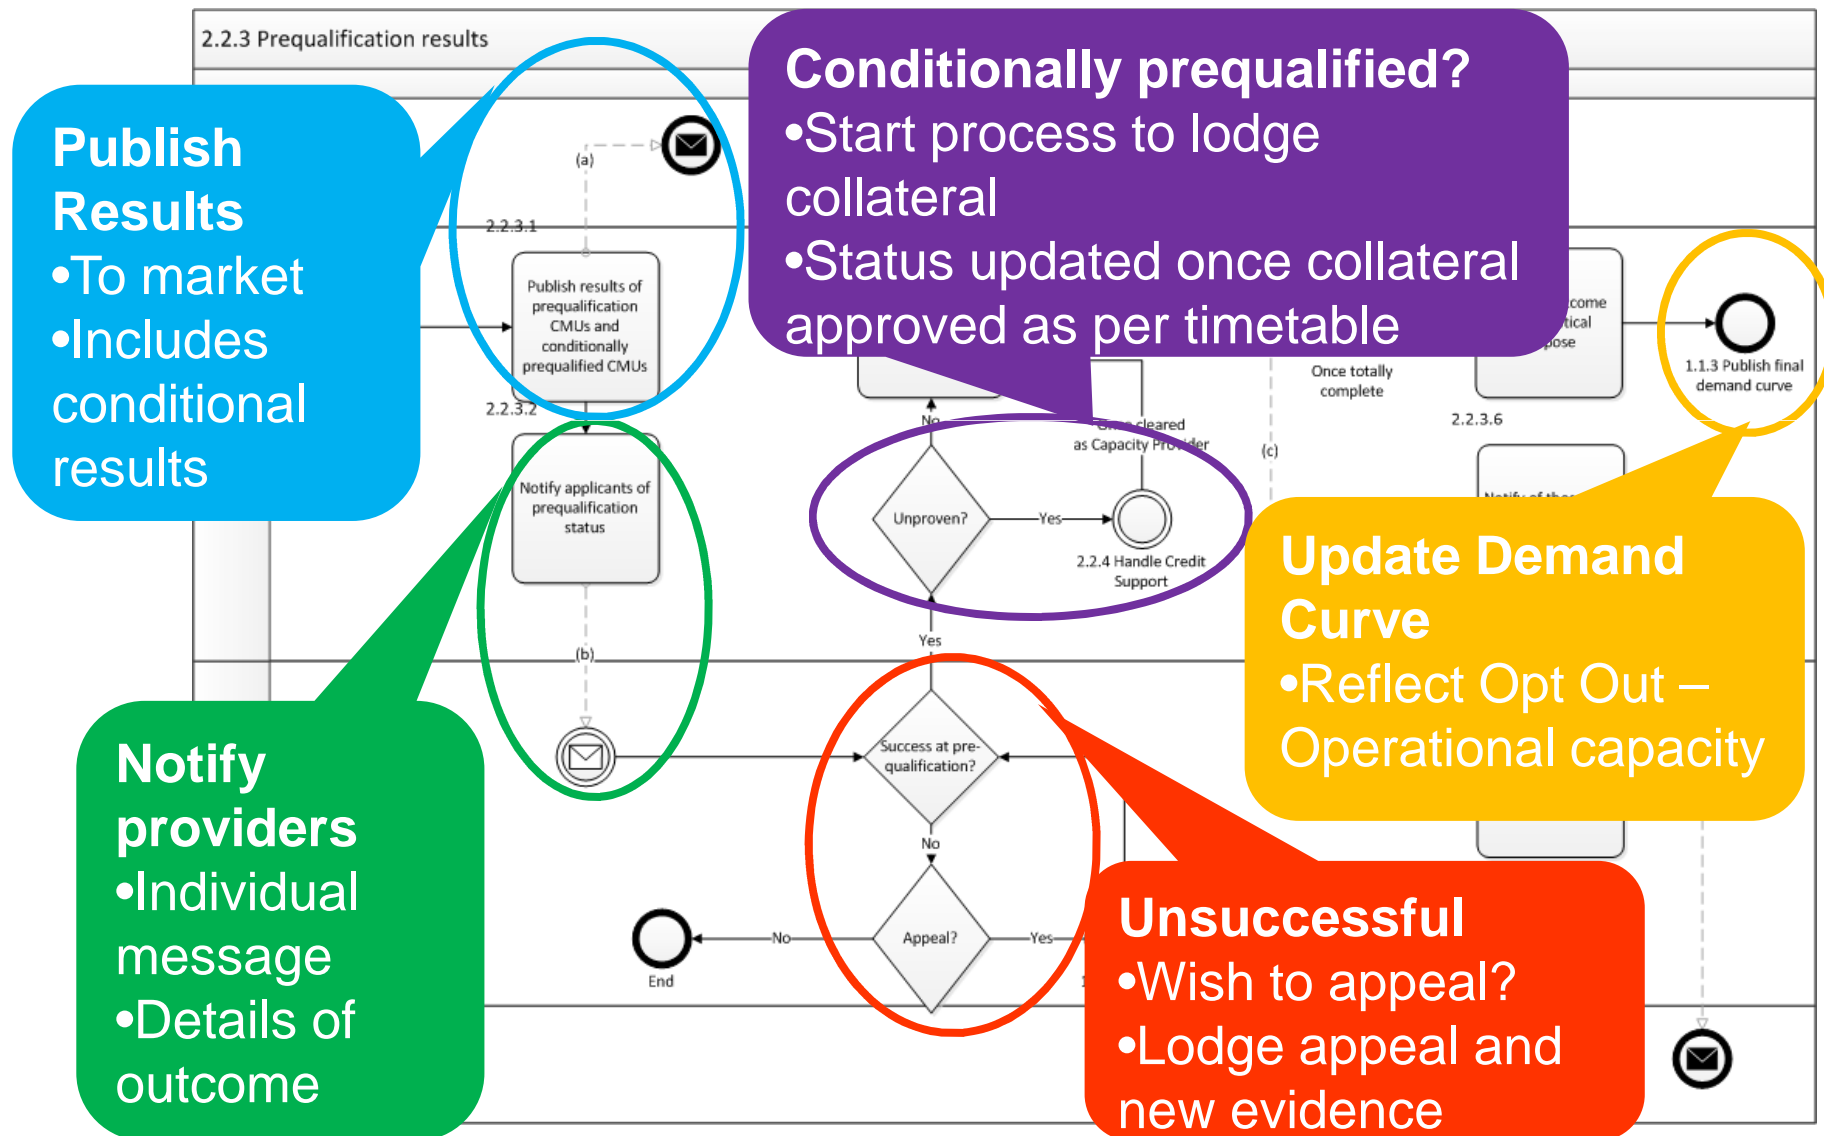 2.2.3 Prequalification results
Publish
Results
•To market
•Includes
conditional
results
Conditionally prequalified?
•Start process to lodge
collateral
•Status updated once collateral
approved as per timetable
(a)
2.2.3.1
Publish results of
prequalification
CMUs and
conditionally
prequalified CMUs
2.2.3.2
Notify applicants of
prequalification
status
(b)
No
Once cleared
as Capacity Provider
Unproven?
Yes
2.2.4 Handle Credit
Support
Yes
(c)
Once totally
complete
1.1.3 Publish final
demand curve
2.2.3.6
Notify of
Update Demand
Curve
•Reflect Opt Out –
Operational capacity
Notify
providers
•Individual
message
•Details of
outcome
Success at pre-
qualification?
No
Appeal?
No
Yes
End
Unsuccessful
•Wish to appeal?
•Lodge appeal and
new evidence